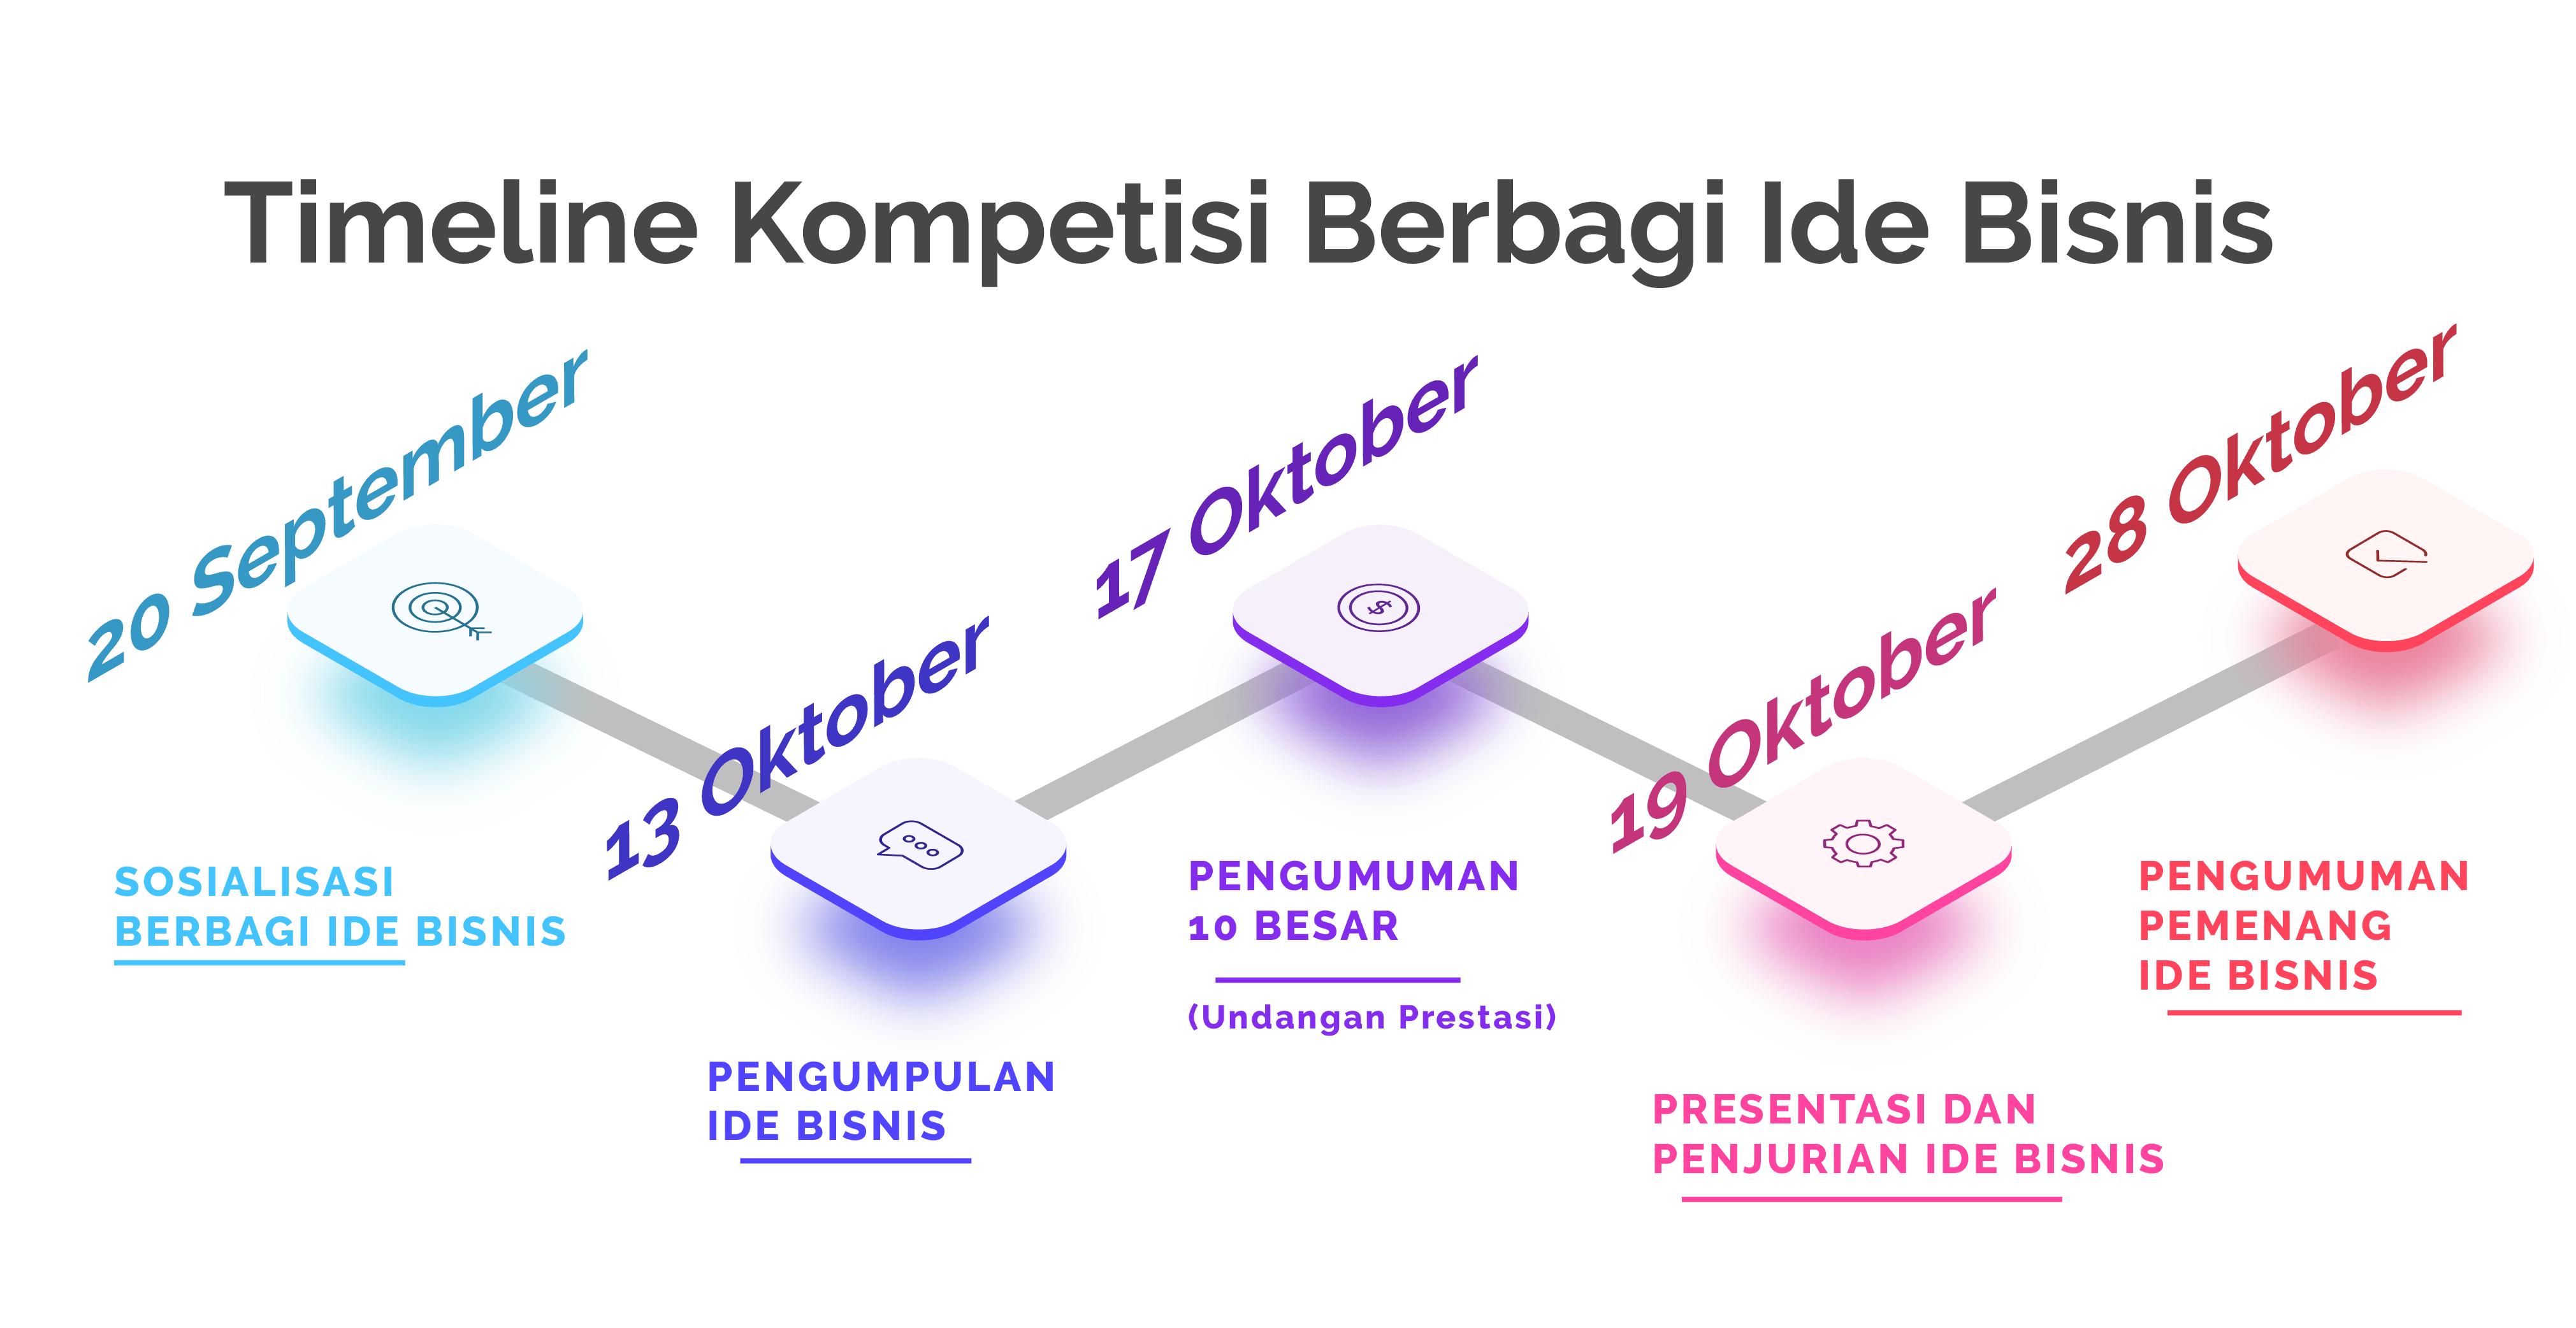 Timeline Kompetisi Berbagi Ide Bisnis
20 September
SOSIALISASI
BERBAGI IDE BISNIS
13 Oktober
PENGUMPULAN
IDE BISNIS
17 Oktober
$
PENGUMUMAN
10 BESAR
(Undangan Prestasi)
19 Oktober
PRESENTASI DAN
PENJURIAN IDE BISNIS
28 Oktober
PENGUMUMAN
PEMENANG
IDE BISNIS